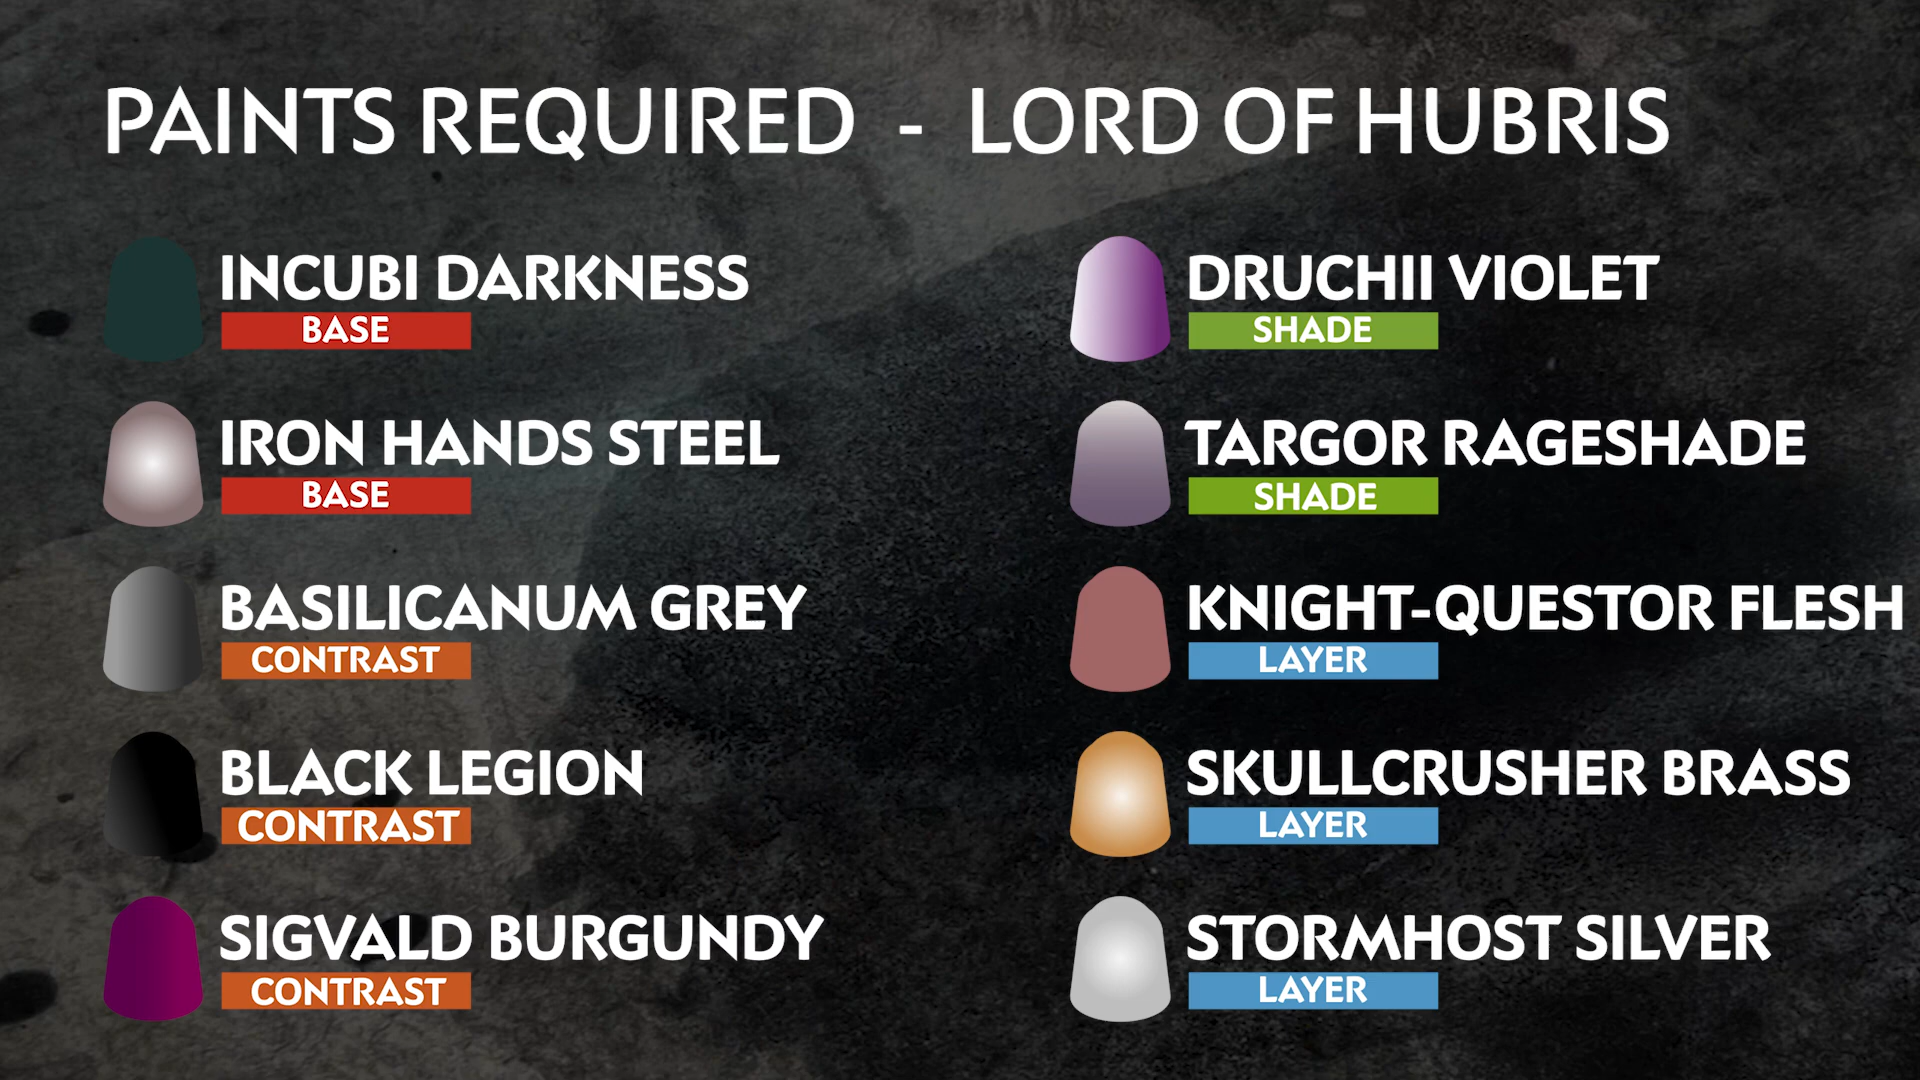 PAINTS REQUIRED - LORD OF HUBRIS
INCUBI DARKNESS
BASE
IRON HANDS STEEL
BASE
BASILICANUM GREY
CONTRAST
BLACK LEGION
CONTRAST
SIGVALD BURGUNDY
CONTRAST
DRUCHII VIOLET
SHADE
TARGOR RAGESHADE
SHADE
KNIGHT-QUESTOR FLESH
LAYER
SKULLCRUSHER BRASS
LAYER
STORMHOST SILVER
LAYER